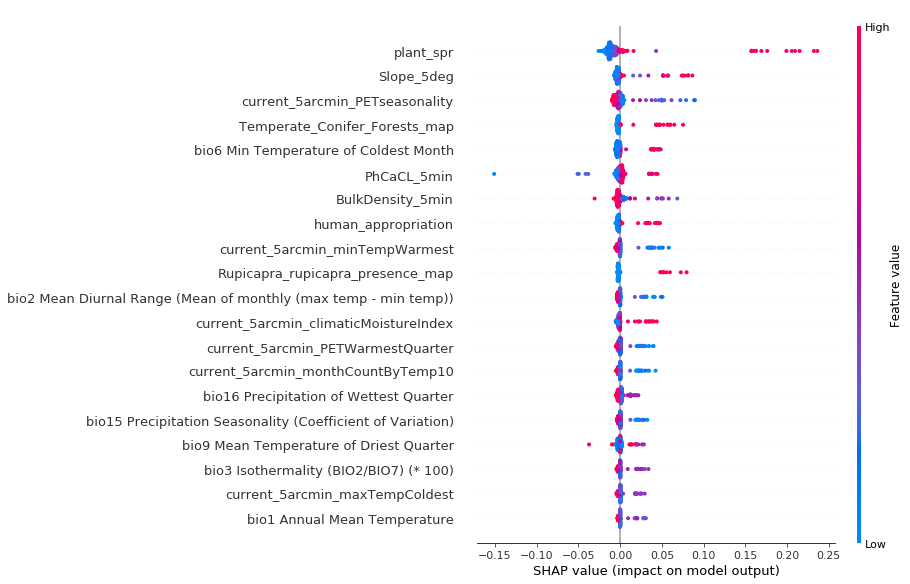 High
plant_spr
Slope_5deg
current_5arcmin_PETseasonality
Temperate_Conifer_Forests_map
bio6 Min Temperature of Coldest Month
PhCaCL_5min
BulkDensity_5min
human_appropriation
current_5arcmin_minTempWarmest
Rupicapra_rupicapra_presence_map
bio2 Mean Diurnal Range (Mean of monthly (max temp - min temp))
current_5arcmin_climaticMoistureIndex
current_5arcmin_PETWarmestQuarter
current_5arcmin_monthCountByTemp10
bio16 Precipitation of Wettest Quarter
bio15 Precipitation Seasonality (Coefficient of Variation)
bio9 Mean Temperature of Driest Quarter
bio3 Isothermality (BIO2/BIO7) (* 100)
current_5arcmin_maxTempColdest
bio1 Annual Mean Temperature
Feature value
Low
−0.15 −0.10 −0.05 0.00 0.05 0.10 0.15 0.20 0.25
SHAP value (impact on model output)